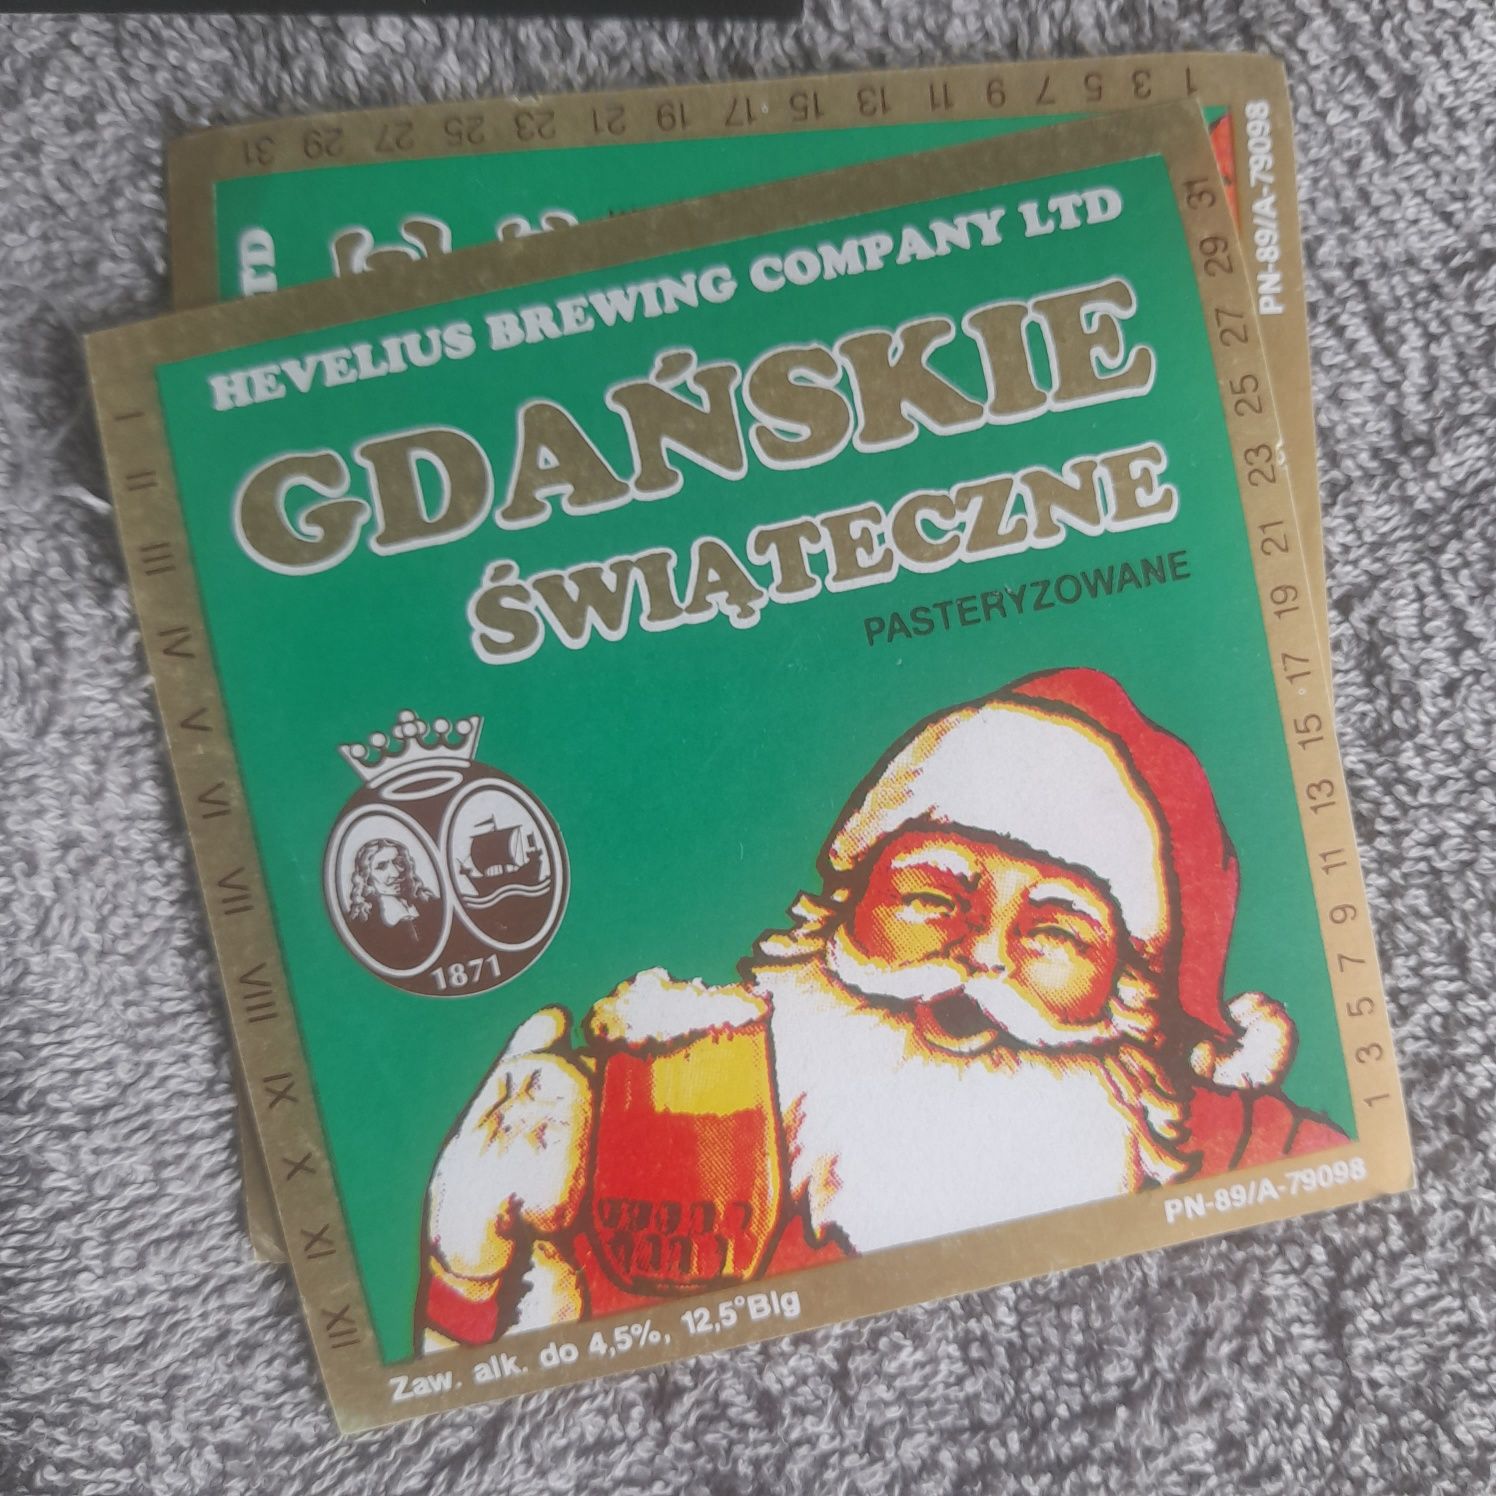 HEVELIUS BREWING COMPANY LTD
GDAŃSKIE
ŚWIĄTECZNE
PASTERYZOWANE
1871
Zaw. alk. do 4,5%, 12,5°Blg
PN-89/A-79098
I II III IV V VI VII VIII XI X IX XII
1 3 5 7 9 11 13 15 17 19 21 23 25 27 29 31
1 3 5 7 9 11 13 15 17 19 21 23 25 27 29 31
PN-89/A-79098
LTD